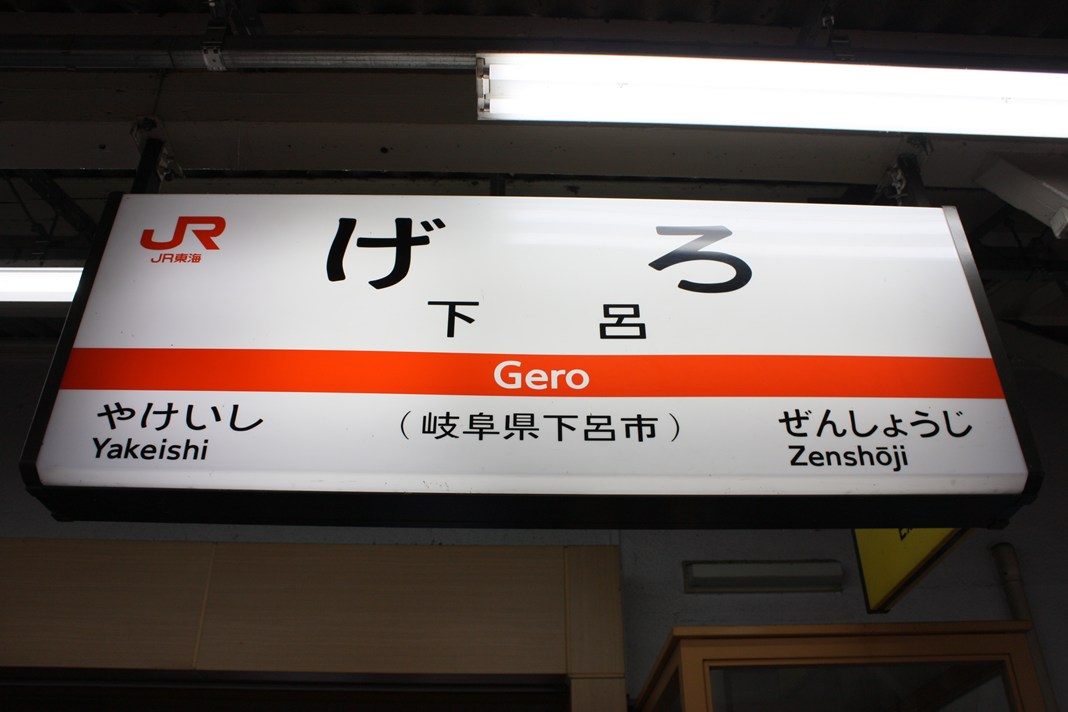 JR
JR東海
げろ
下呂
Gero
やけいし
Yakeishi
(岐阜県下呂市)
ぜんしょうじ
Zenshōji